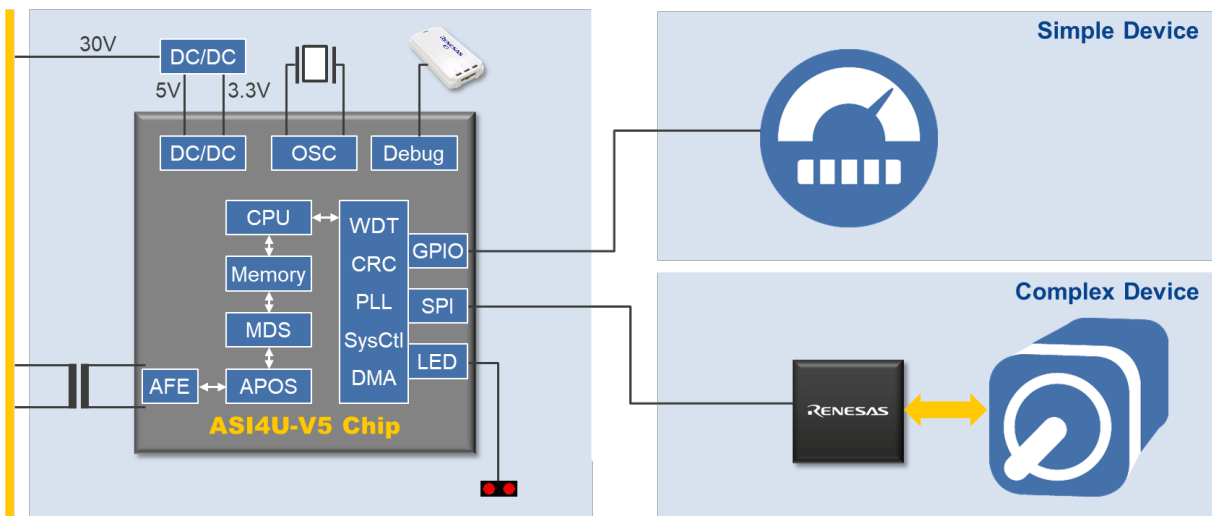 30V
DC/DC
5V
3.3V
RENESAS
DC/DC
OSC
Debug
CPU
Memory
MDS
AFE
APOS
WDT
CRC
PLL
SysCtl
DMA
GPIO
SPI
LED
ASI4U-V5 Chip
Simple Device
Complex Device
RENESAS